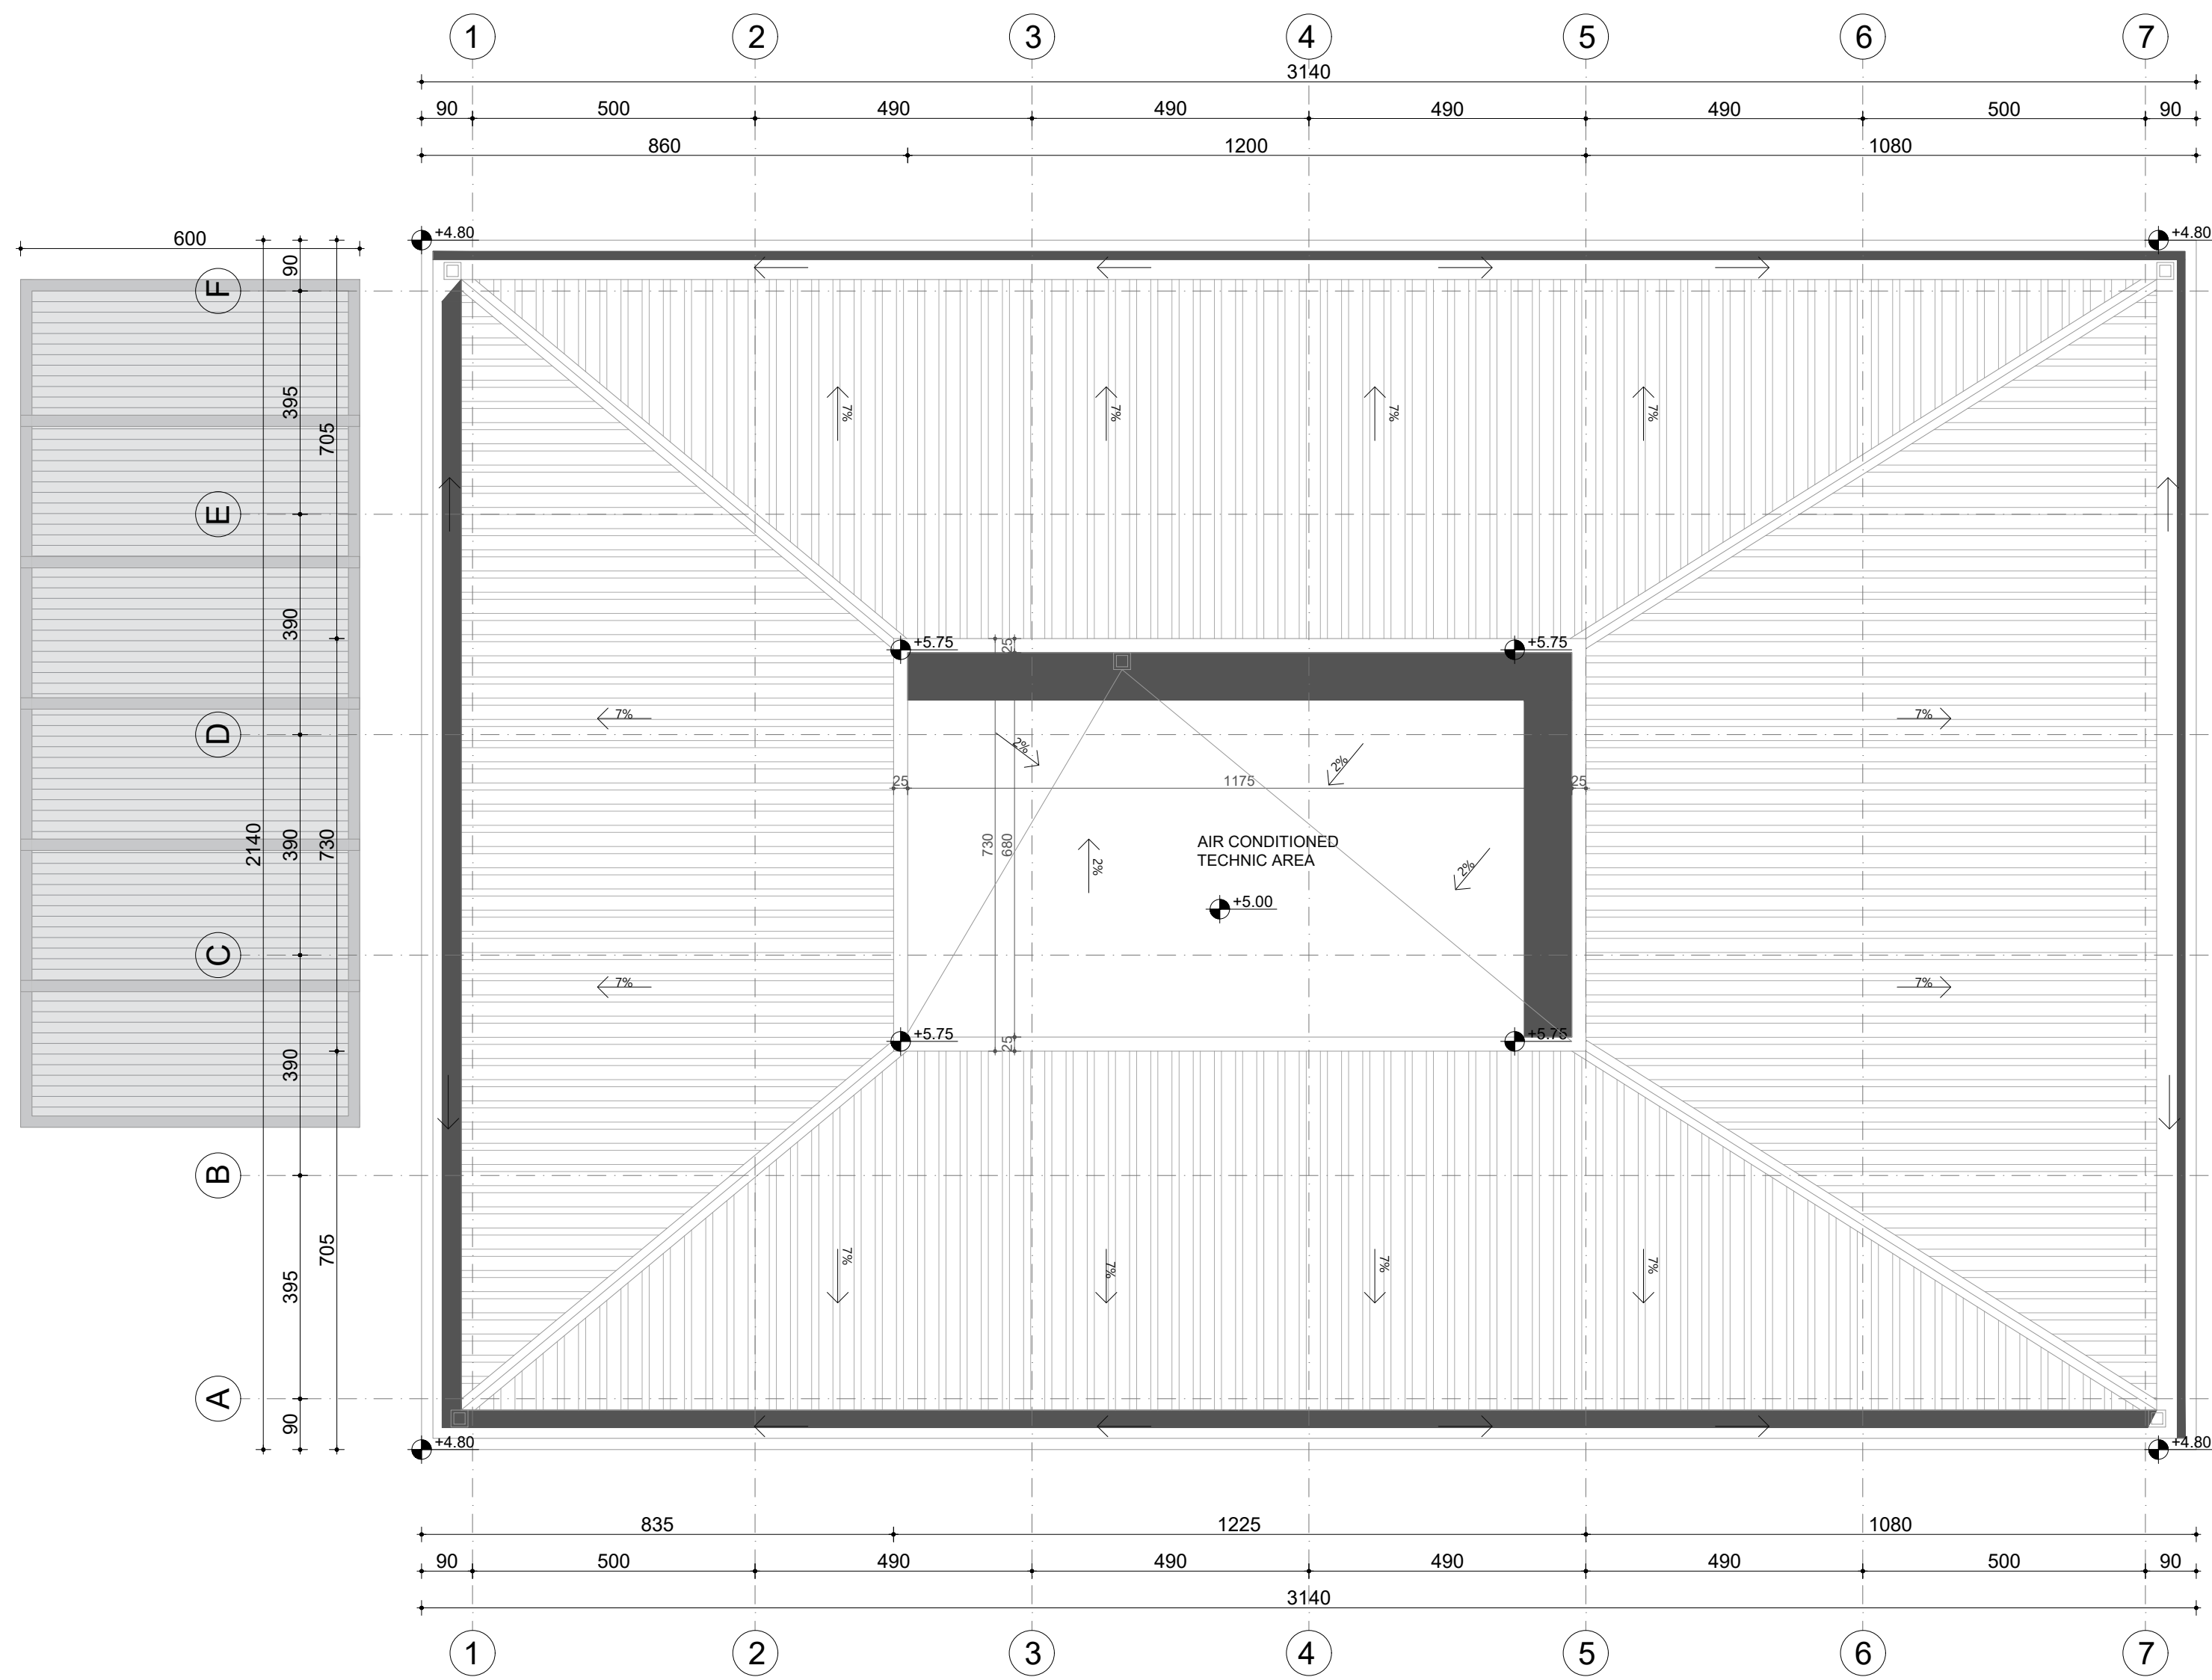 1 2 3 4 5 6 7
3140
90 500 490 490 490 490 500 90
860 1200 1080
600
+4.80 +4.80
90
F
395
705
7% 7% 7% 7%
E
390
25
+5.75 +5.75
7% 7%
D
2% 2%
25 1175 25
2140 390 730 730 680
AIR CONDITIONED
TECHNIC AREA
2% 2%
+5.00
C
7% 7%
+5.75 +5.75
25
390
B
7% 7% 7% 7%
705
395
A
90
+4.80 +4.80
835 1225 1080
90 500 490 490 490 490 500 90
3140
1 2 3 4 5 6 7